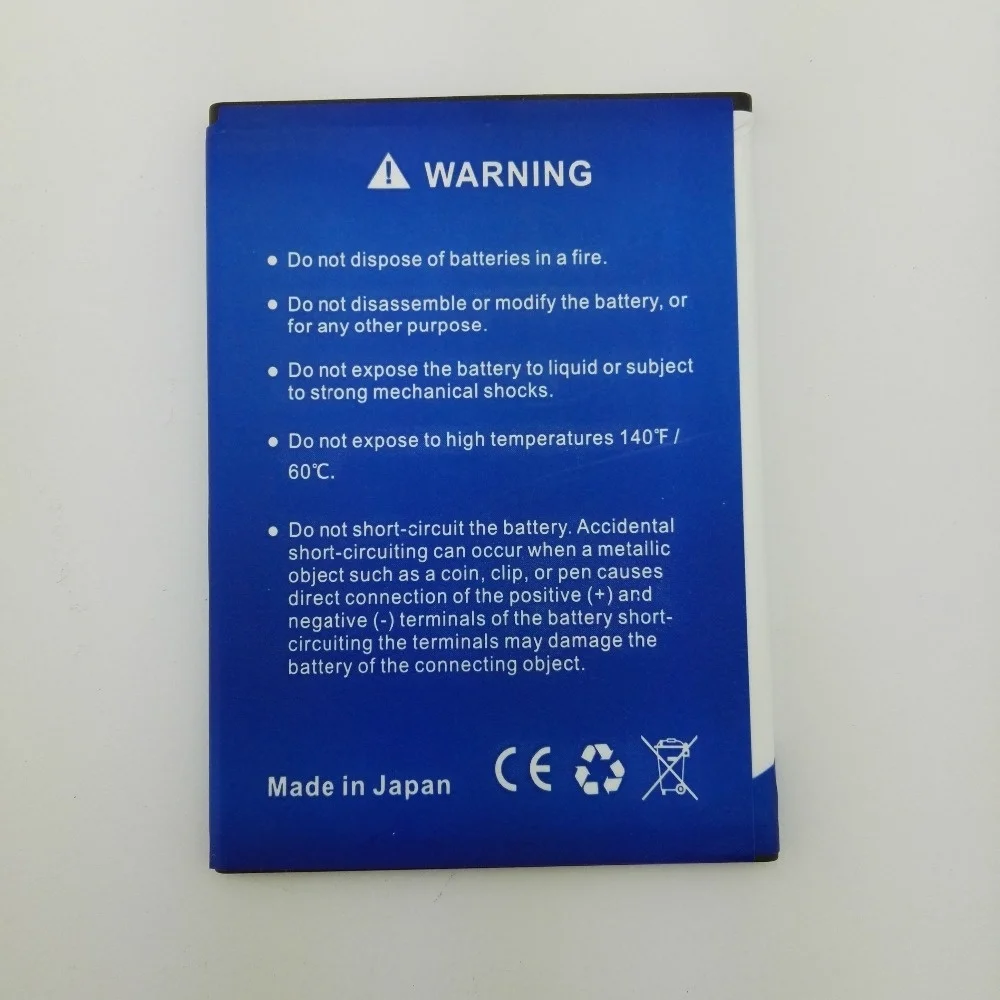 WARNING
● Do not dispose of batteries in a fire.
● Do not disassemble or modify the battery, or
for any other purpose.
● Do not expose the battery to liquid or subject
to strong mechanical shocks.
● Do not expose to high temperatures 140℉ /
60℃.
● Do not short-circuit the battery. Accidental
short-circuiting can occur when a metallic
object such as a coin, clip, or pen causes
direct connection of the positive (+) and
negative (-) terminals of the battery short-
circuiting the terminals may damage the
battery of the connecting object.
Made in Japan CE